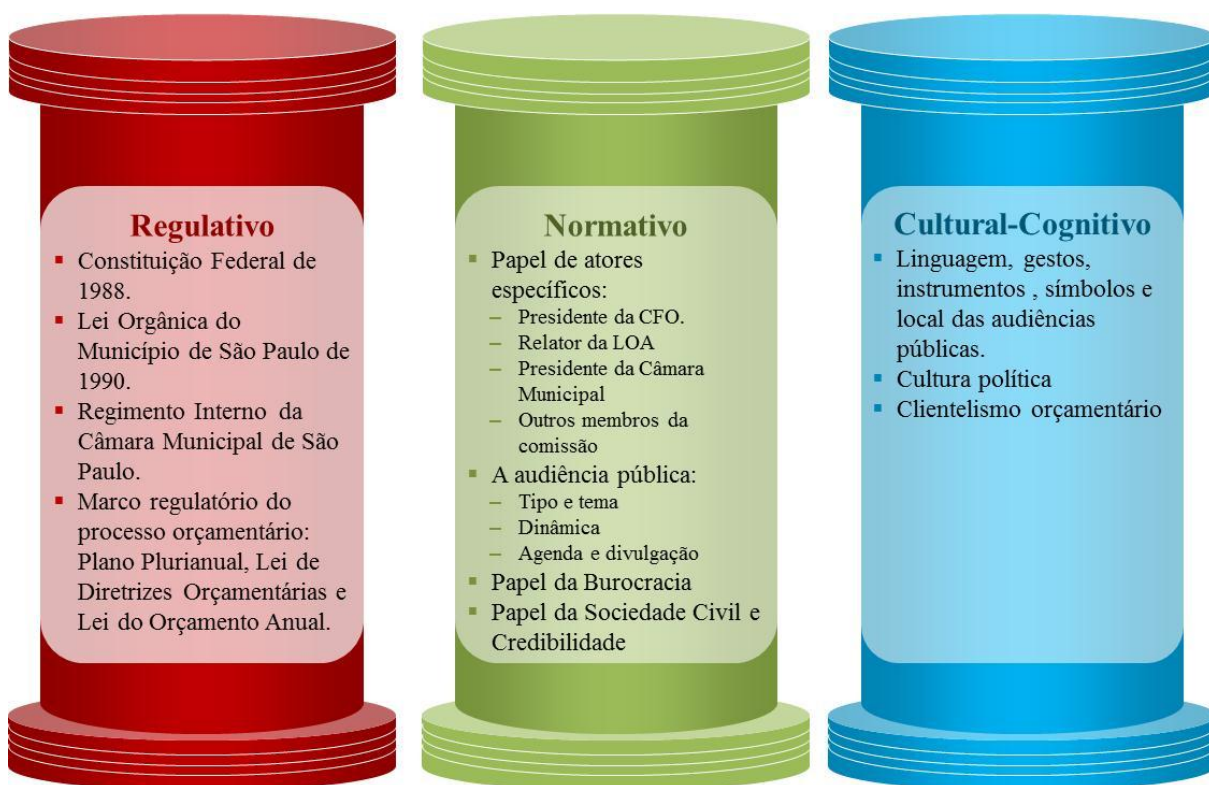 Regulativo
▪ Constituição Federal de
1988.
▪ Lei Orgânica do
Município de São Paulo de
1990.
▪ Regimento Interno da
Câmara Municipal de São
Paulo.
▪ Marco regulatório do
processo orçamentário:
Plano Plurianual, Lei de
Diretrizes Orçamentárias e
Lei do Orçamento Anual.
Normativo
▪ Papel de atores
específicos:
– Presidente da CFO.
– Relator da LOA
– Presidente da Câmara
Municipal
– Outros membros da
comissão
▪ A audiência pública:
– Tipo e tema
– Dinâmica
– Agenda e divulgação
▪ Papel da Burocracia
▪ Papel da Sociedade Civil e
Credibilidade
Cultural-Cognitivo
▪ Linguagem, gestos,
instrumentos , símbolos e
local das audiências
públicas.
▪ Cultura política
▪ Clientelismo orçamentário